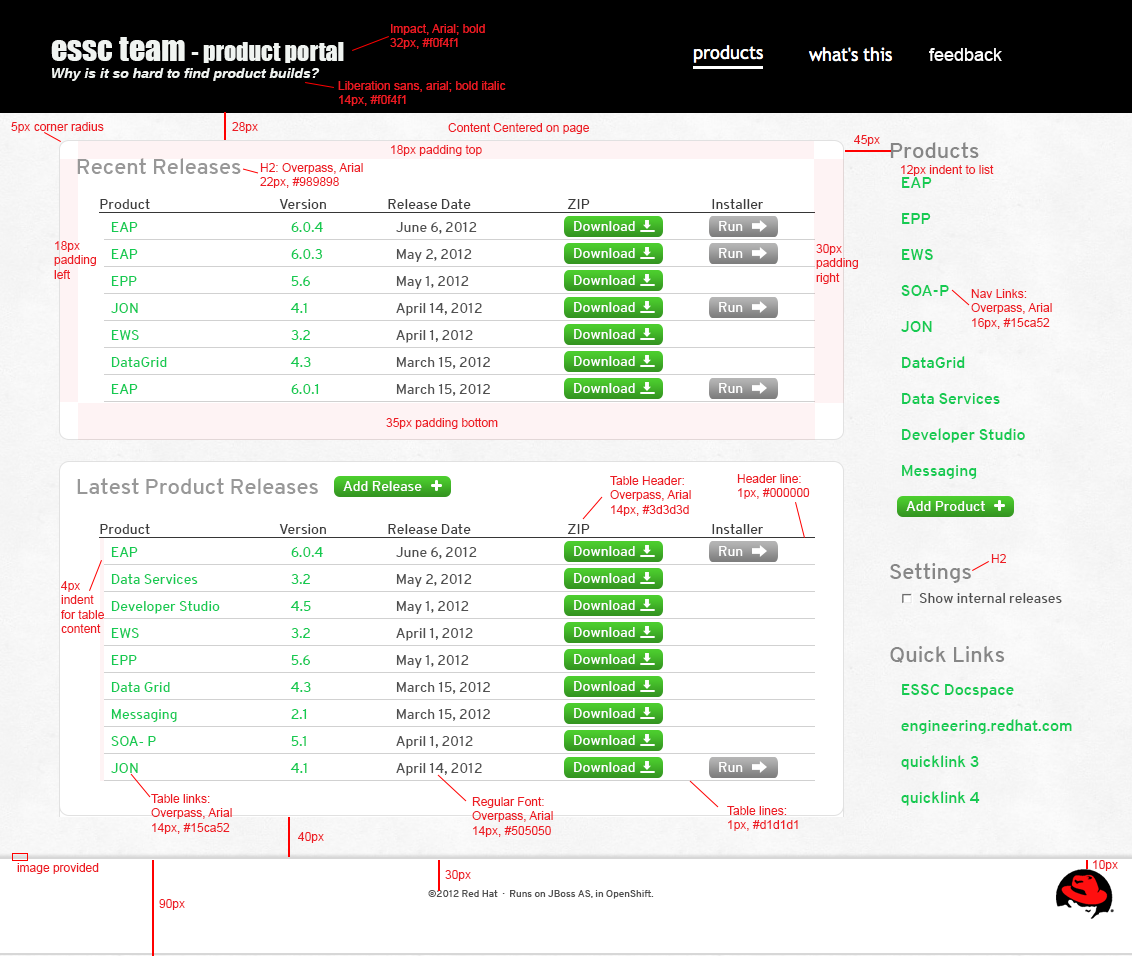 Impact, Arial; bold
32px, #f0f4f1
essc team - product portal
Why is it so hard to find product builds?
Liberation sans, arial; bold italic
14px, #f0f4f1
products what's this feedback
5px corner radius
28px
Content Centered on page
45px
18px padding top
Recent Releases
H2: Overpass, Arial
22px, #989898
18px
padding
left
30px
padding
right
Product Version Release Date ZIP Installer
EAP 6.0.4 June 6, 2012 Download Run
EAP 6.0.3 May 2, 2012 Download Run
EPP 5.6 May 1, 2012 Download
JON 4.1 April 14, 2012 Download Run
EWS 3.2 April 1, 2012 Download
DataGrid 4.3 March 15, 2012 Download
EAP 6.0.1 March 15, 2012 Download Run
35px padding bottom
Latest Product Releases Add Release
Table Header:
Overpass, Arial
14px, #3d3d3d
Header line:
1px, #000000
Product Version Release Date ZIP Installer
EAP 6.0.4 June 6, 2012 Download Run
Data Services 3.2 May 2, 2012 Download
Developer Studio 4.5 May 1, 2012 Download
EWS 3.2 April 1, 2012 Download
EPP 5.6 May 1, 2012 Download
Data Grid 4.3 March 15, 2012 Download
Messaging 2.1 March 15, 2012 Download
SOA- P 5.1 April 1, 2012 Download
JON 4.1 April 14, 2012 Download Run
4px
indent
for table
content
Table links:
Overpass, Arial
14px, #15ca52
Regular Font:
Overpass, Arial
14px, #505050
Table lines:
1px, #d1d1d1
Products
12px indent to list
EAP
EPP
EWS
SOA-P
Nav Links:
Overpass, Arial
16px, #15ca52
JON
DataGrid
Data Services
Developer Studio
Messaging
Add Product
Settings
H2
Show internal releases
Quick Links
ESSC Docspace
engineering.redhat.com
quicklink 3
quicklink 4
40px
image provided
90px
30px
10px
©2012 Red Hat · Runs on JBoss AS, in OpenShift.